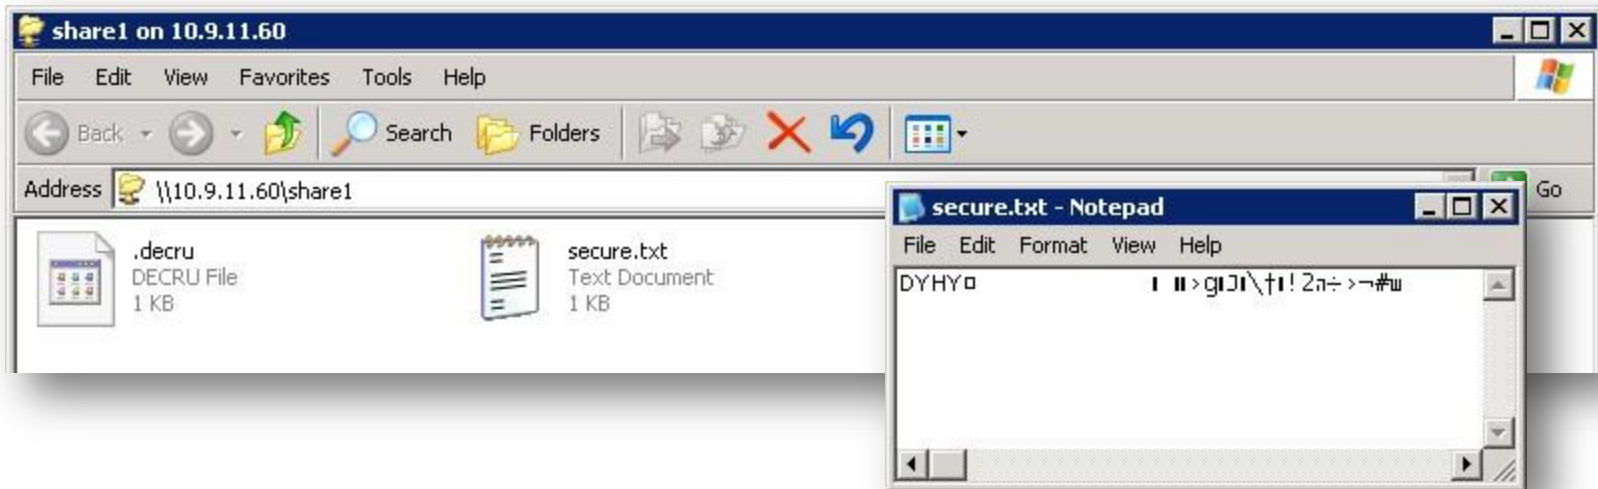 share1 on 10.9.11.60
File Edit View Favorites Tools Help
Back Search Folders
Address \\10.9.11.60\share1 Go
.decru
DECRU File
1 KB
secure.txt
Text Document
1 KB
secure.txt - Notepad
File Edit Format View Help
DYHY¤